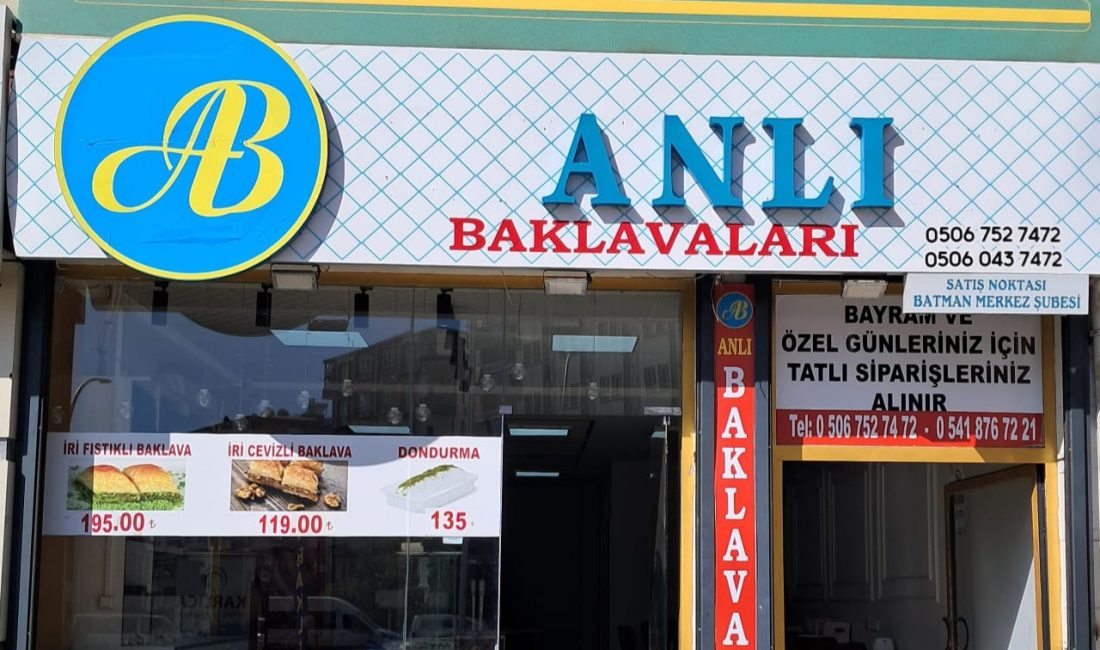 AB
ANLI
BAKLAVALARI
0506 752 7472
0506 043 7472
SATIŞ NOKTASI
BATMAN MERKEZ ŞUBESİ
BAYRAM VE
ÖZEL GÜNLERİNİZ İÇİN
TATLI SİPARİŞLERİNİZ
ALINIR
Tel: 0 506 752 74 72 - 0 541 876 72 21
AB
ANLI
BAKLAVA
İRİ FISTIKLI BAKLAVA
195.00 ₺
İRİ CEVİZLİ BAKLAVA
119.00 ₺
DONDURMA
135 ₺